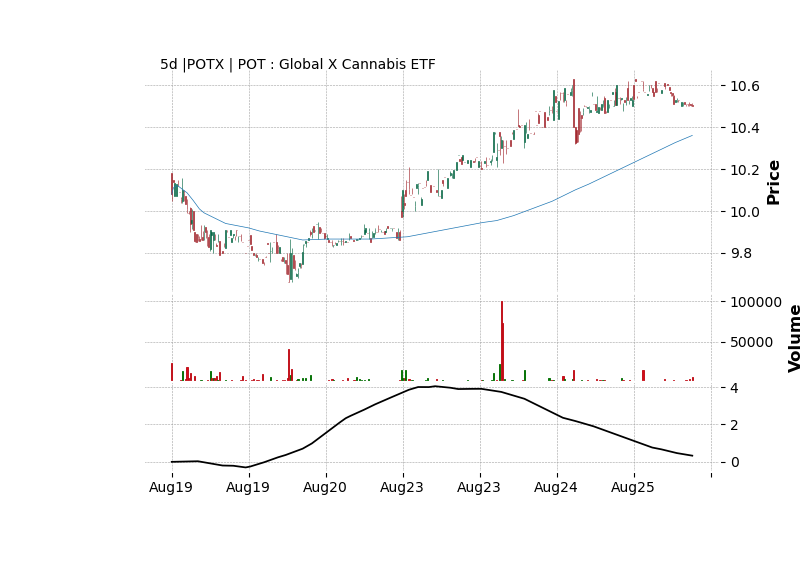 5d |POTX | POT : Global X Cannabis ETF
10.6
10.4
10.2
10.0
9.8
Price
100000
50000
Volume
4
2
0
Aug19 Aug19 Aug20 Aug23 Aug23 Aug24 Aug25